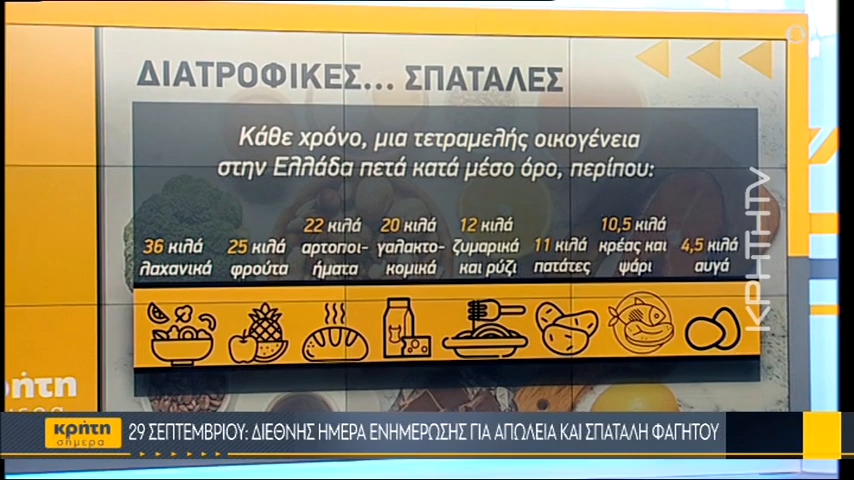 ΔΙΑΤΡΟΦΙΚΕΣ... ΣΠΑΤΑΛΕΣ
Κάθε χρόνο, μια τετραμελής οικογένεια
στην Ελλάδα πετά κατά μέσο όρο, περίπου:
36 κιλά
λαχανικά
25 κιλά
φρούτα
22 κιλά
αρτοποι-
ήματα
20 κιλά
γαλακτο-
κομικά
12 κιλά
ζυμαρικά
και ρύζι
11 κιλά
πατάτες
10,5 κιλά
κρέας και
ψάρι
4,5 κιλά
αυγά
ΚΡΗΤΗTV
ρήτη
κρήτη
σήμερα
29 ΣΕΠΤΕΜΒΡΙΟΥ: ΔΙΕΘΝΗΣ ΗΜΕΡΑ ΕΝΗΜΕΡΩΣΗΣ ΓΙΑ ΑΠΩΛΕΙΑ ΚΑΙ ΣΠΑΤΑΛΗ ΦΑΓΗΤΟΥ